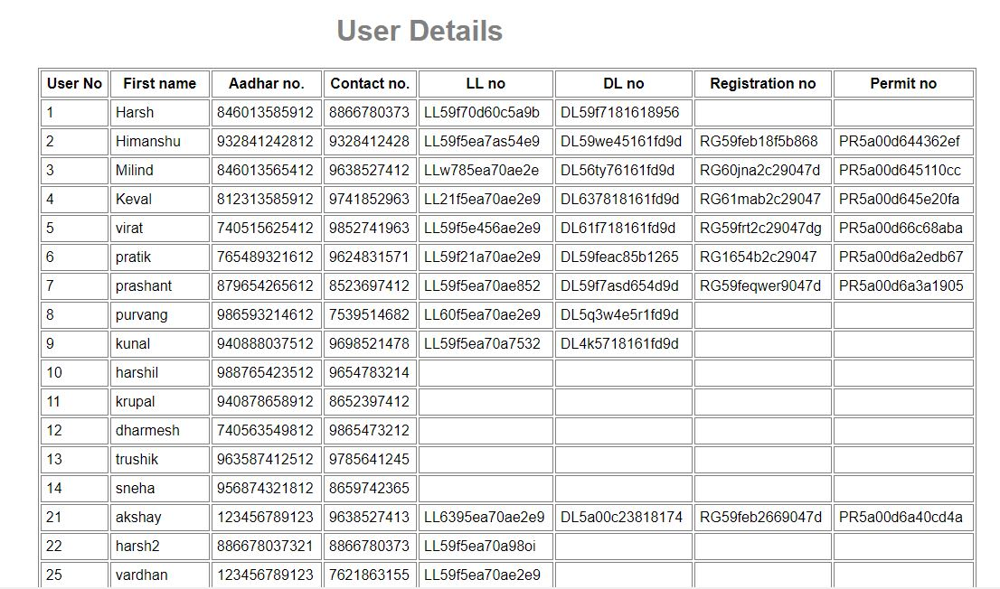 User Details
User No First name Aadhar no. Contact no. LL no DL no Registration no Permit no
1 Harsh 846013585912 8866780373 LL59f70d60c5a9b DL59f7181618956
2 Himanshu 932841242812 9328412428 LL59f5ea7as54e9 DL59we45161fd9d RG59feb18f5b868 PR5a00d644362ef
3 Milind 846013565412 9638527412 LLw785ea70ae2e DL56ty76161fd9d RG60jna2c29047d PR5a00d645110cc
4 Keval 812313585912 9741852963 LL21f5ea70ae2e9 DL637818161fd9d RG61mab2c29047 PR5a00d645e20fa
5 virat 740515625412 9852741963 LL59f5e456ae2e9 DL61f718161fd9d RG59frt2c29047dg PR5a00d66c68aba
6 pratik 765489321612 9624831571 LL59f21a70ae2e9 DL59feac85b1265 RG1654b2c29047 PR5a00d6a2edb67
7 prashant 879654265612 8523697412 LL59f5ea70ae852 DL59f7asd654d9d RG59feqwer9047d PR5a00d6a3a1905
8 purvang 986593214612 7539514682 LL60f5ea70ae2e9 DL5q3w4e5r1fd9d
9 kunal 940888037512 9698521478 LL59f5ea70a7532 DL4k5718161fd9d
10 harshil 988765423512 9654783214
11 krupal 940878658912 8652397412
12 dharmesh 740563549812 9865473212
13 trushik 963587412512 9785641245
14 sneha 956874321812 8659742365
21 akshay 123456789123 9638527413 LL6395ea70ae2e9 DL5a00c23818174 RG59feb2669047d PR5a00d6a40cd4a
22 harsh2 886678037321 8866780373 LL59f5ea70a98oi
25 vardhan 123456789123 7621863155 LL59f5ea70ae2e9